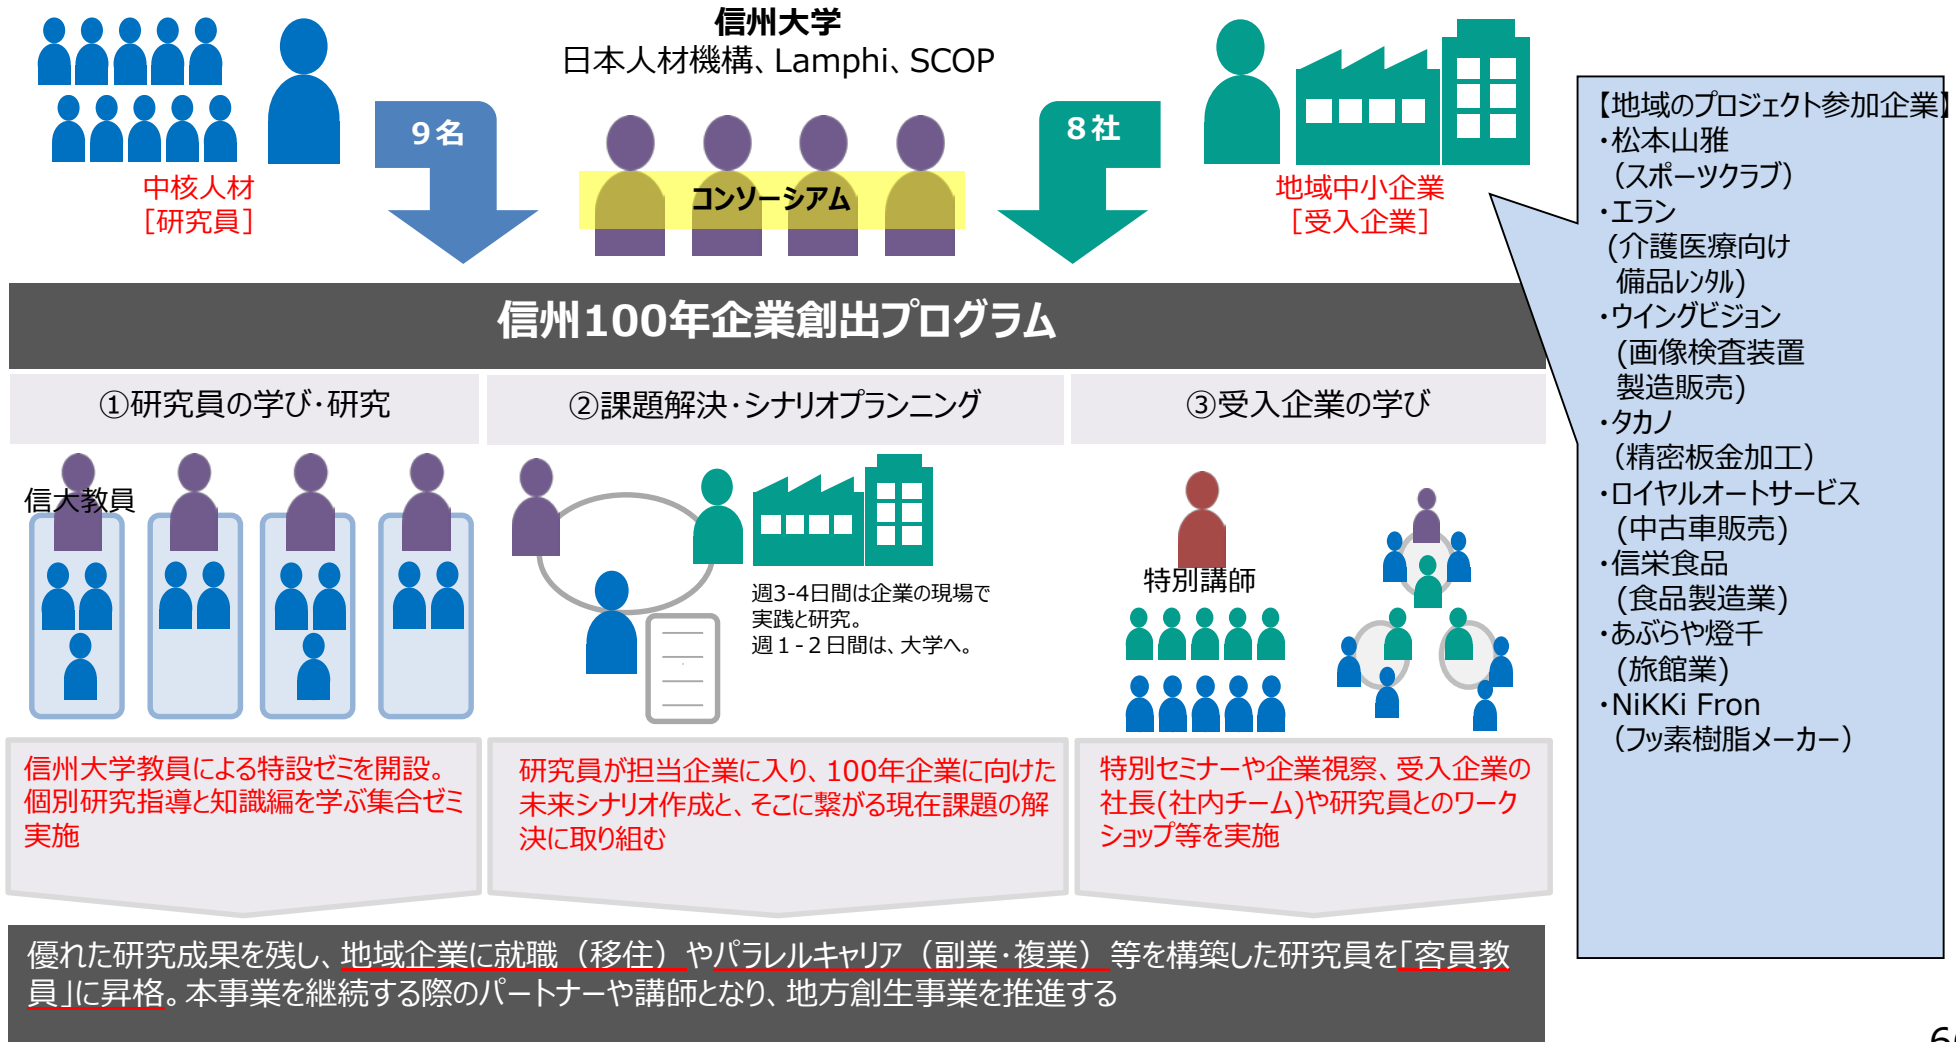 信州大学
日本人材機構、Lamphi、SCOP
９名
８社
コンソーシアム
中核人材
［研究員］
地域中小企業
［受入企業］
信州100年企業創出プログラム
①研究員の学び・研究
②課題解決・シナリオプランニング
③受入企業の学び
信大教員
週3-4日間は企業の現場で
実践と研究。
週１-２日間は、大学へ。
特別講師
信州大学教員による特設ゼミを開設。
個別研究指導と知識編を学ぶ集合ゼミ
実施
研究員が担当企業に入り、100年企業に向けた
未来シナリオ作成と、そこに繋がる現在課題の解
決に取り組む
特別セミナーや企業視察、受入企業の
社長(社内チーム)や研究員とのワーク
ショップ等を実施
優れた研究成果を残し、地域企業に就職（移住）やパラレルキャリア（副業・複業）等を構築した研究員を「客員教
員」に昇格。本事業を継続する際のパートナーや講師となり、地方創生事業を推進する
【地域のプロジェクト参加企業】
・松本山雅
（スポーツクラブ）
・エラン
(介護医療向け
備品レンタル)
・ウイングビジョン
(画像検査装置
製造販売)
・タカノ
（精密板金加工）
・ロイヤルオートサービス
(中古車販売)
・信栄食品
(食品製造業)
・あぶらや燈千
(旅館業)
・NiKKi Fron
（フッ素樹脂メーカー）